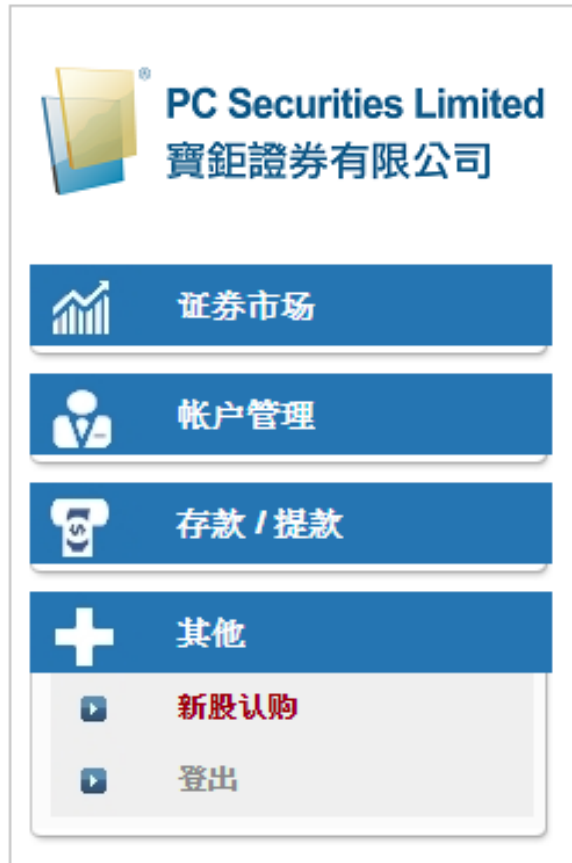 ®
PC Securities Limited
寶鉅證券有限公司
证券市场
帐户管理
存款 / 提款
其他
新股认购
登出